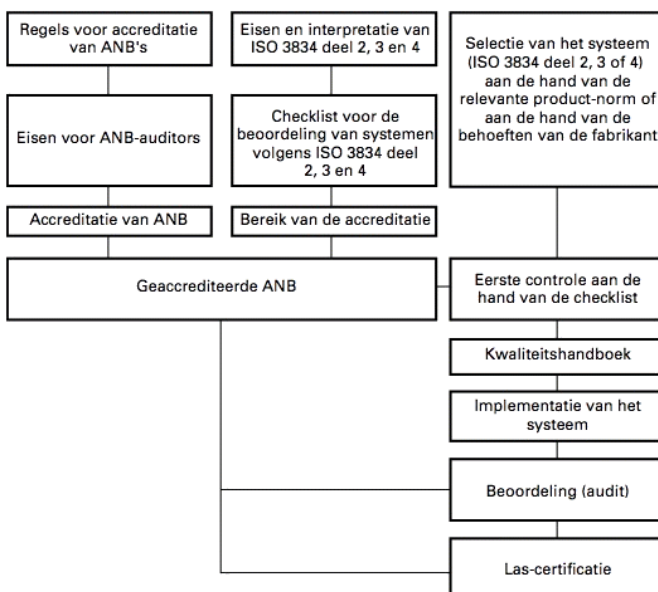 Regels voor accreditatie
van ANB's
Eisen en interpretatie van
ISO 3834 deel 2, 3 en 4
Selectie van het systeem
(ISO 3834 deel 2, 3 of 4)
aan de hand van de
relevante product-norm of
aan de hand van de
behoeften van de fabrikant
Eisen voor ANB-auditors
Checklist voor de
beoordeling van systemen
volgens ISO 3834 deel
2, 3 en 4
Accreditatie van ANB
Bereik van de accreditatie
Geaccrediteerde ANB
Eerste controle aan de
hand van de checklist
Kwaliteitshandboek
Implementatie van het
systeem
Beoordeling (audit)
Las-certificatie